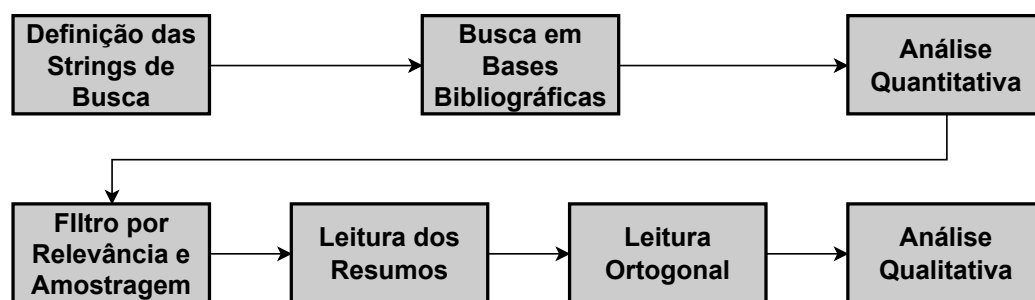 Definição das
Strings de
Busca
Busca em
Bases
Bibliográficas
Análise
Quantitativa
FIltro por
Relevância e
Amostragem
Leitura dos
Resumos
Leitura
Ortogonal
Análise
Qualitativa